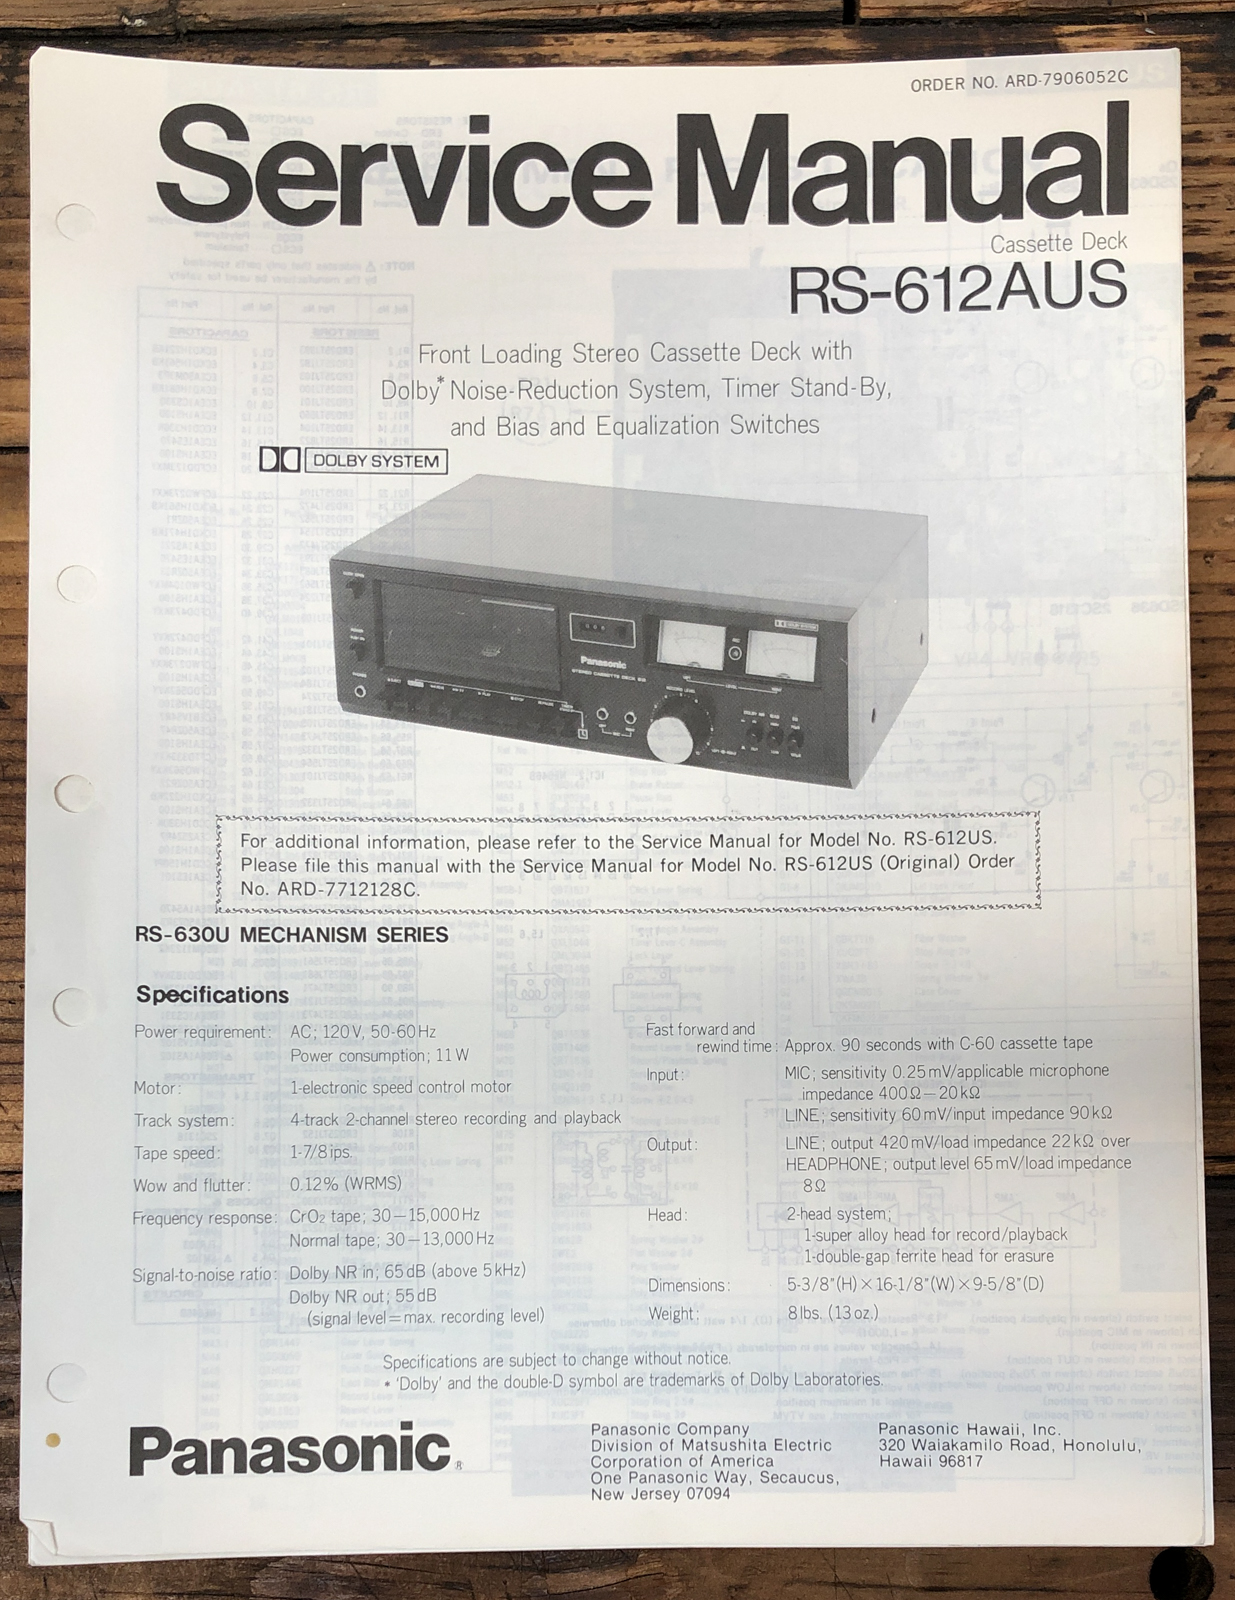 ORDER NO. ARD-7906052C
Service Manual
Cassette Deck
RS-612AUS
Front Loading Stereo Cassette Deck with
Dolby* Noise-Reduction System, Timer Stand-By,
and Bias and Equalization Switches
DOLBY SYSTEM
Panasonic
For additional information, please refer to the Service Manual for Model No. RS-612US.
Please file this manual with the Service Manual for Model No. RS-612US (Original) Order
No. ARD-7712128C.
RS-630U MECHANISM SERIES
Specifications
Power requirement: AC; 120V, 50-60Hz
Power consumption; 11W
Motor: 1-electronic speed control motor
Track system: 4-track 2-channel stereo recording and playback
Tape speed: 1-7/8 ips.
Wow and flutter: 0.12% (WRMS)
Frequency response: CrO₂ tape; 30—15,000Hz
Normal tape; 30—13,000Hz
Signal-to-noise ratio: Dolby NR in; 65dB (above 5kHz)
Dolby NR out; 55dB
(signal level=max. recording level)
Fast forward and
rewind time: Approx. 90 seconds with C-60 cassette tape
Input: MIC; sensitivity 0.25mV/applicable microphone
impedance 400Ω—20kΩ
LINE; sensitivity 60mV/input impedance 90kΩ
Output: LINE; output 420mV/load impedance 22kΩ over
HEADPHONE; output level 65mV/load impedance
8Ω
Head: 2-head system;
1-super alloy head for record/playback
1-double-gap ferrite head for erasure
Dimensions: 5-3/8"(H)×16-1/8"(W)×9-5/8"(D)
Weight: 8lbs. (13oz.)
Specifications are subject to change without notice.
* 'Dolby' and the double-D symbol are trademarks of Dolby Laboratories.
Panasonic®
Panasonic Company
Division of Matsushita Electric
Corporation of America
One Panasonic Way, Secaucus,
New Jersey 07094
Panasonic Hawaii, Inc.
320 Waiakamilo Road, Honolulu,
Hawaii 96817